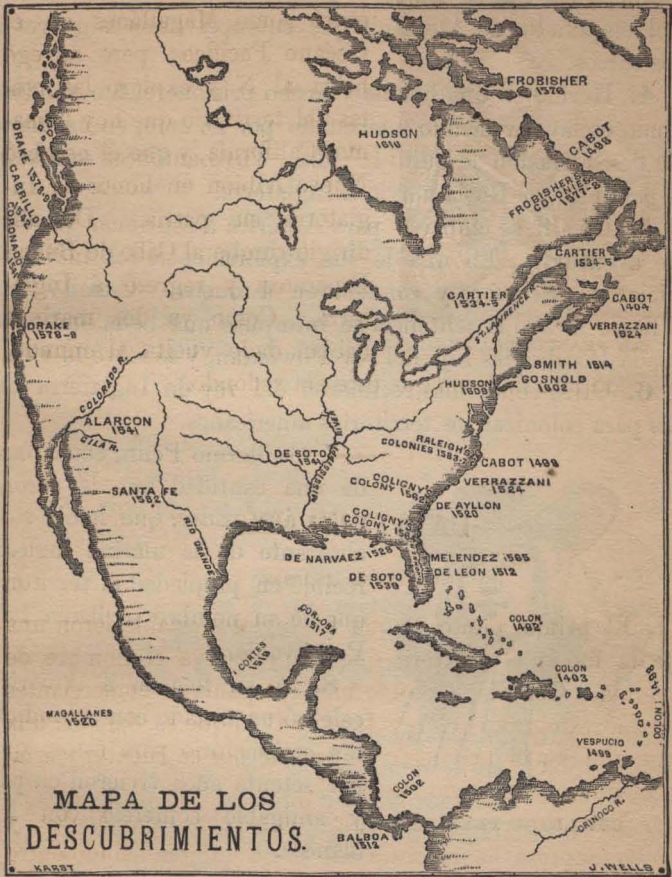 FROBISHER
1576
HUDSON
1610
CABOT
1498
FROBISHER'S
COLONIES
1577-8
DRAKE 1579
CABRILLO
1542
CORONADO
CARTIER
1534-5
CARTIER
1534-5
ST. LAWRENCE R.
CABOT
1494
VERRAZZANI
1524
DRAKE
1578-9
SMITH 1614
GOSNOLD
1602
HUDSON
1609
COLORADO
ALARCON
1541
GILA R.
DE SOTO
1541
MISSISSIPPI
RALEIGH'S
COLONIES 1583-7
CABOT 1498
VERRAZZANI
1524
SANTA FE
1582
COLIGNY'S
COLONY 1562
DE AYLLON
1520
COLIGNY'S
COLONY
RIO GRANDE
DE NARVAEZ 1528
MELENDEZ 1565
DE SOTO
1539
DE LEON 1512
CORDOBA
1517
COLON
1492
CORTES
1519
COLON
1493
COLON
1498
MAGALLANES
1520
VESPUCIO
1499
COLON
1502
ORINOCO R.
BALBOA
1512
MAPA DE LOS
DESCUBRIMIENTOS.
KARST
J. WELLS